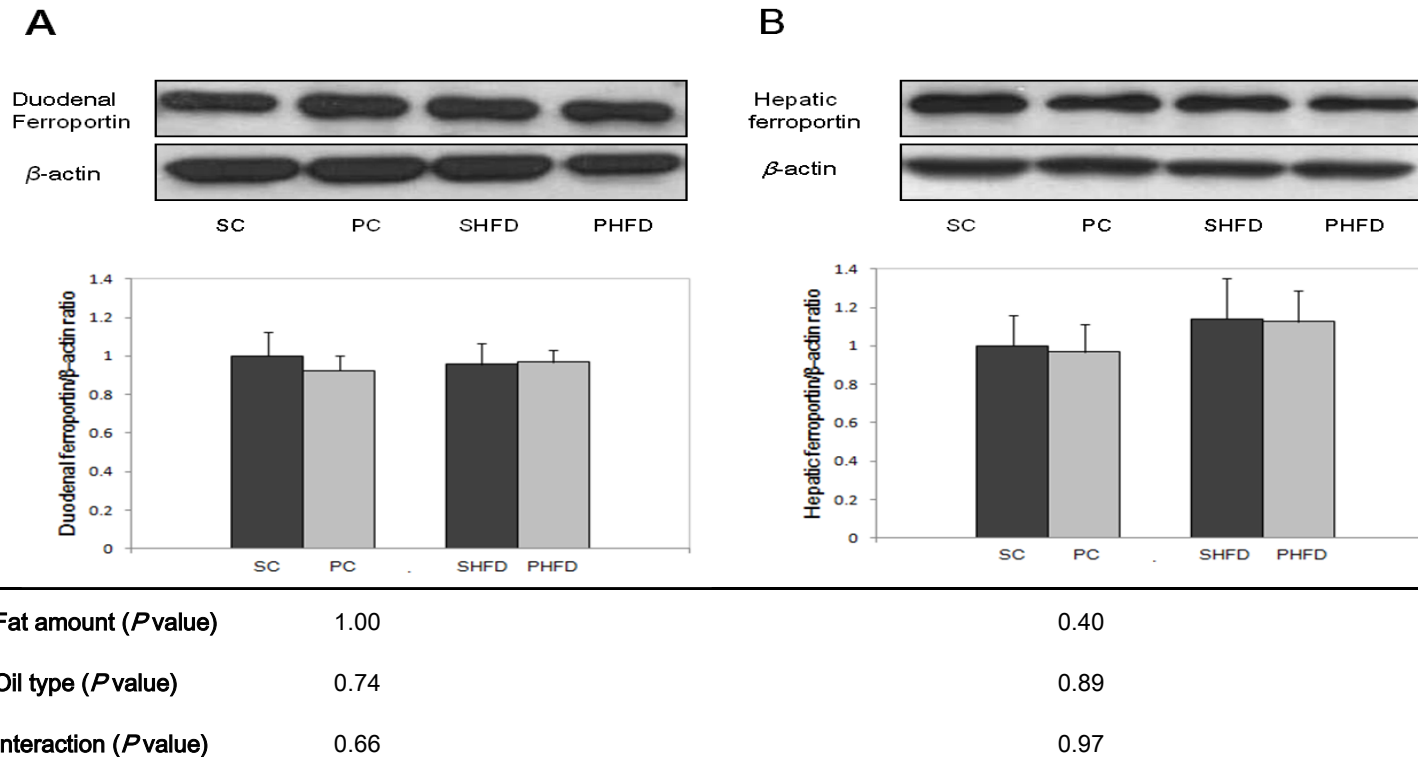 A
Duodenal
Ferroportin
β-actin
SC PC SHFD PHFD
Duodenal ferroportin/β-actin ratio
1.4
1.2
1
0.8
0.6
0.4
0.2
0
SC PC SHFD PHFD
B
Hepatic
ferroportin
β-actin
SC PC SHFD PHFD
Hepatic ferroportin/β-actin ratio
1.4
1.2
1
0.8
0.6
0.4
0.2
0
SC PC SHFD PHFD
Fat amount (P value) 1.00 0.40
Oil type (P value) 0.74 0.89
Interaction (P value) 0.66 0.97